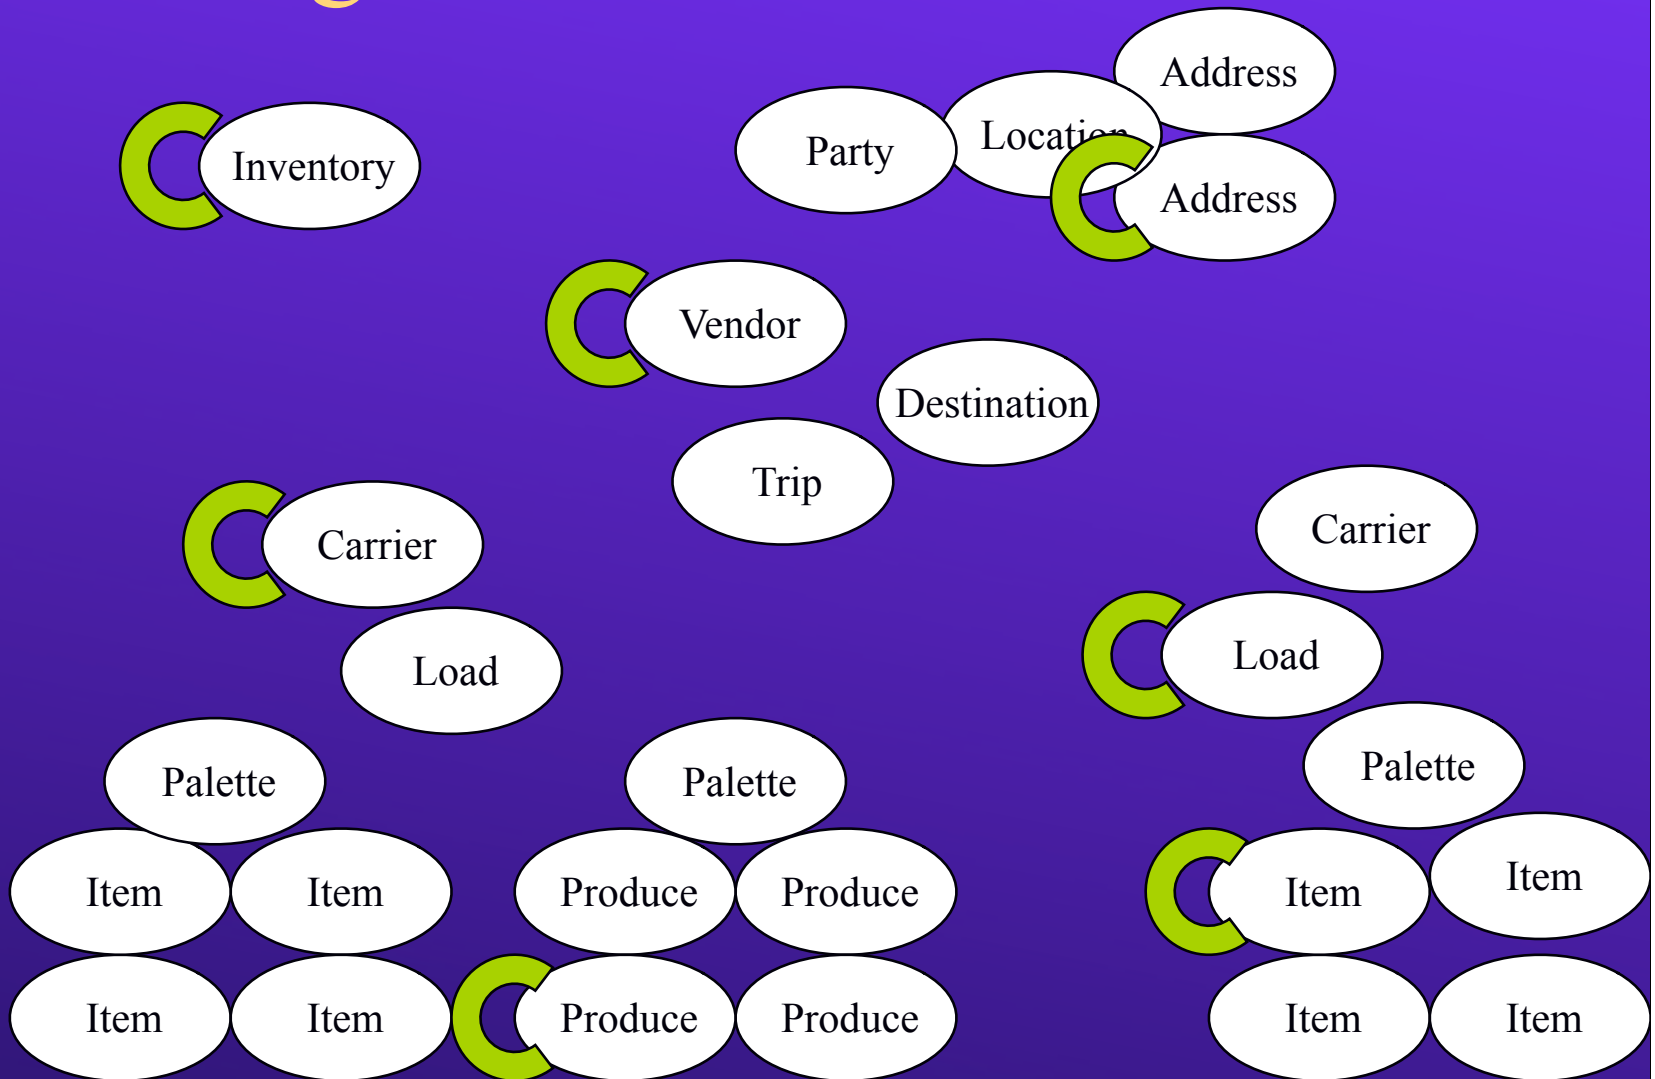 Address
Location
Party
Inventory
Address
Vendor
Destination
Trip
Carrier
Carrier
Load
Load
Palette
Palette
Palette
Item
Item
Produce
Produce
Item
Item
Item
Item
Produce
Produce
Item
Item